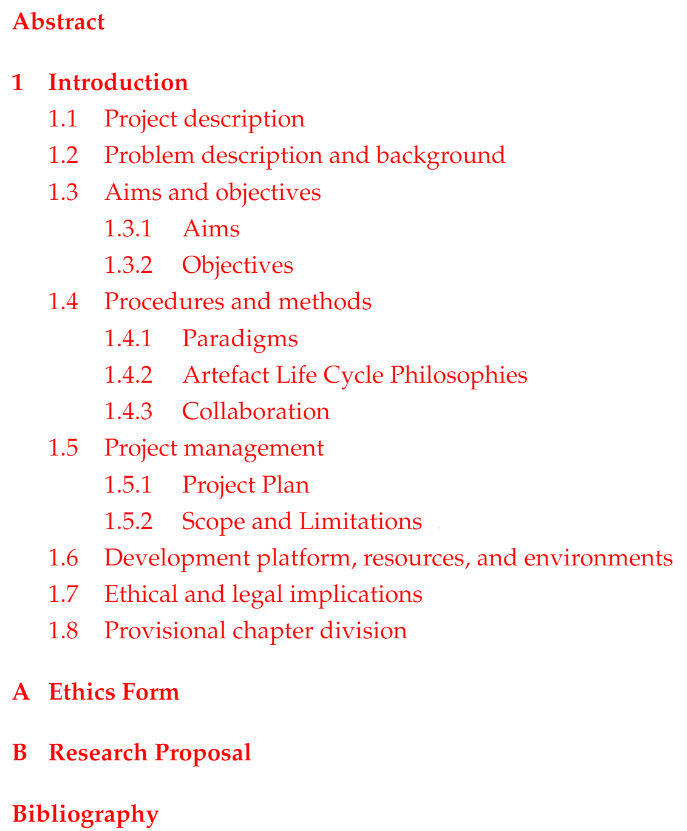 Abstract
1 Introduction
1.1 Project description
1.2 Problem description and background
1.3 Aims and objectives
1.3.1 Aims
1.3.2 Objectives
1.4 Procedures and methods
1.4.1 Paradigms
1.4.2 Artefact Life Cycle Philosophies
1.4.3 Collaboration
1.5 Project management
1.5.1 Project Plan
1.5.2 Scope and Limitations
1.6 Development platform, resources, and environments
1.7 Ethical and legal implications
1.8 Provisional chapter division
A Ethics Form
B Research Proposal
Bibliography